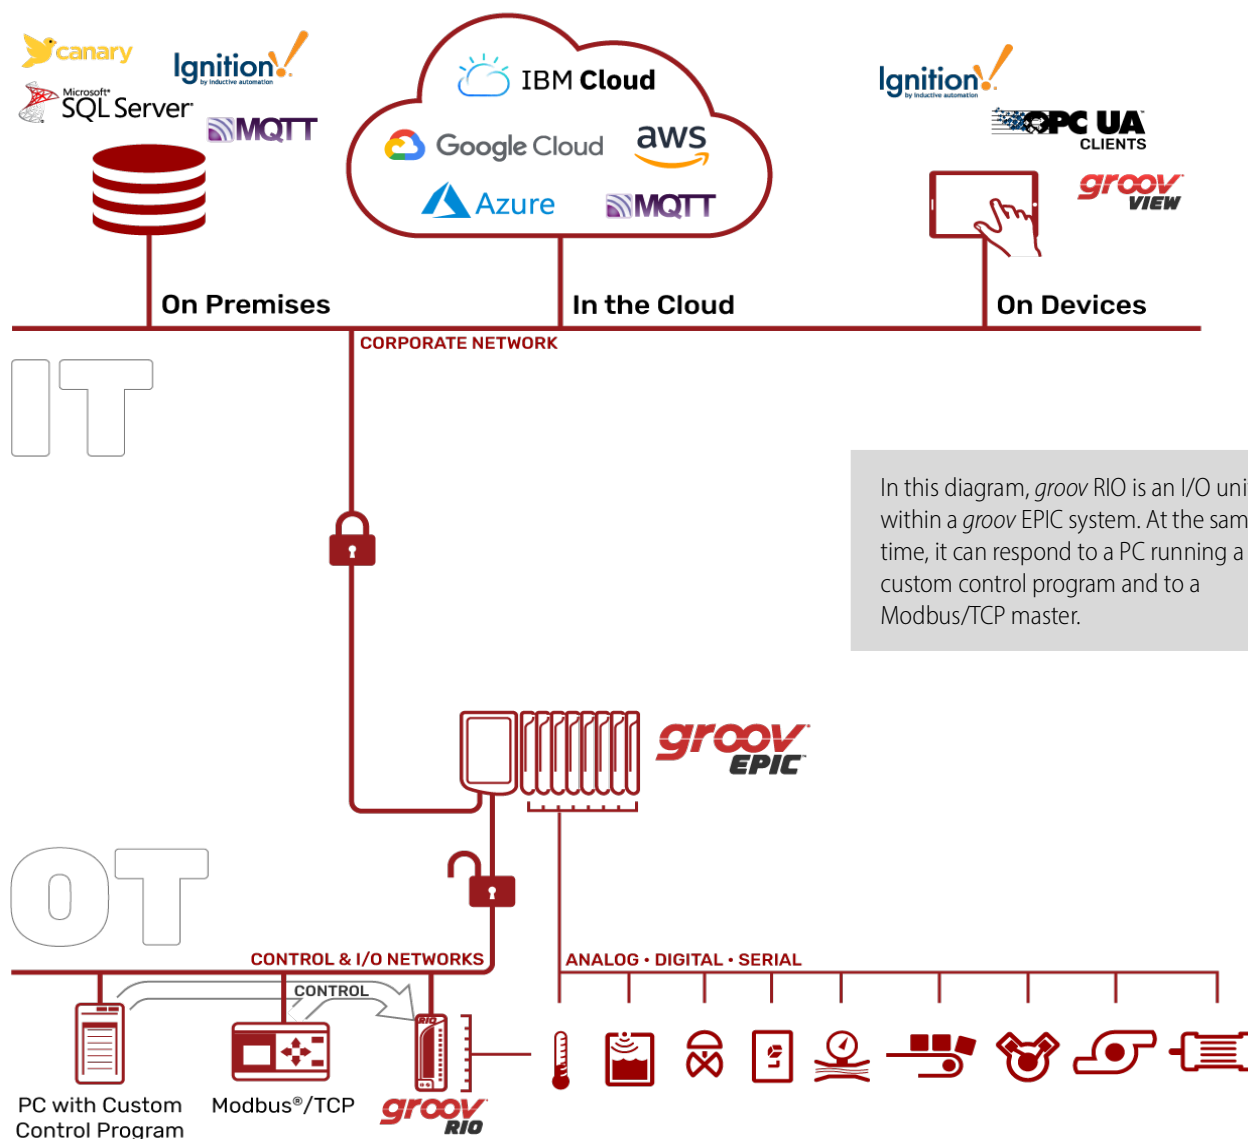 canary
Ignition!
by inductive automation
Microsoft®
SQL Server®
MQTT
IBM Cloud
Google Cloud
aws
Azure
MQTT
Ignition!
by inductive automation
OPC UA™
CLIENTS
groov®
VIEW
On Premises
In the Cloud
On Devices
CORPORATE NETWORK
IT
In this diagram, groov RIO is an I/O uni
within a groov EPIC system. At the sam
time, it can respond to a PC running a
custom control program and to a
Modbus/TCP master.
groov®
EPIC™
OT
CONTROL & I/O NETWORKS
ANALOG • DIGITAL • SERIAL
CONTROL
RIO
PC with Custom
Control Program
Modbus®/TCP
groov®
RIO